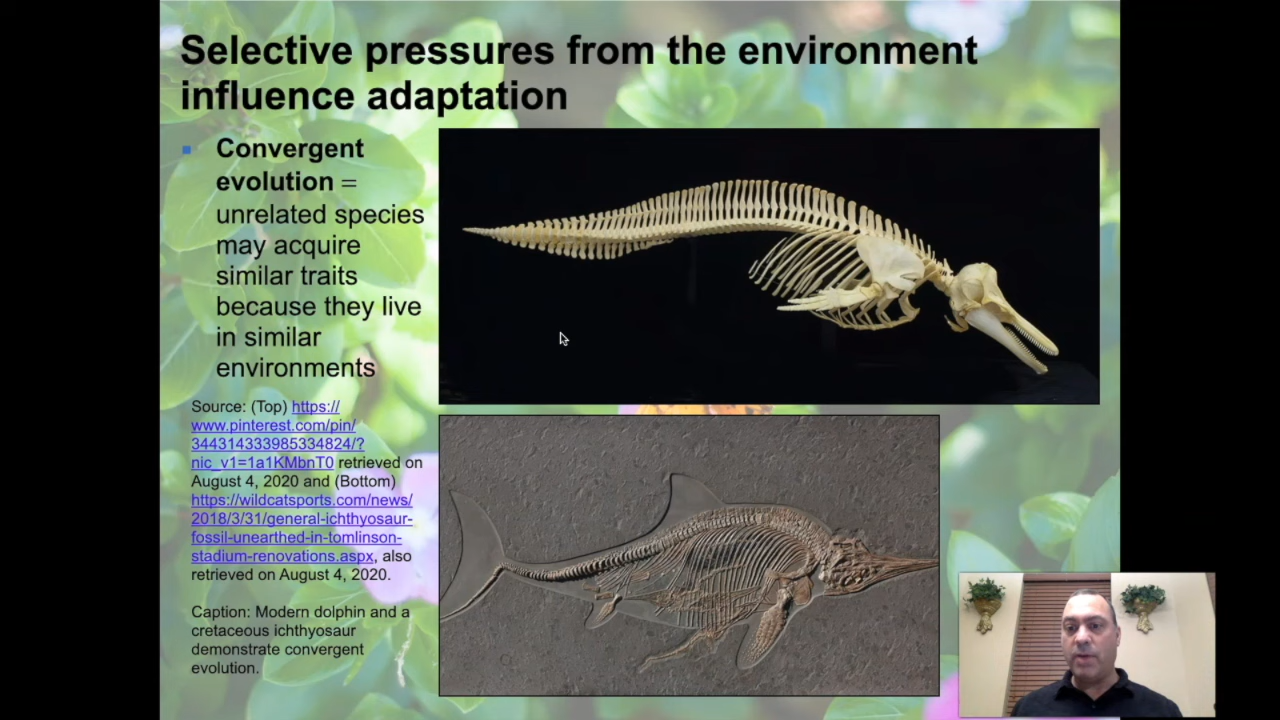 Selective pressures from the environment
influence adaptation
Convergent
evolution =
unrelated species
may acquire
similar traits
because they live
in similar
environments
Source: (Top) https://
www.pinterest.com/pin/
344314333985334824/?
nic_v1=1a1KMbnT0 retrieved on
August 4, 2020 and (Bottom)
https://wildcatsports.com/news/
2018/3/31/general-ichthyosaur-
fossil-unearthed-in-tomlinson-
stadium-renovations.aspx, also
retrieved on August 4, 2020.
Caption: Modern dolphin and a
cretaceous ichthyosaur
demonstrate convergent
evolution.